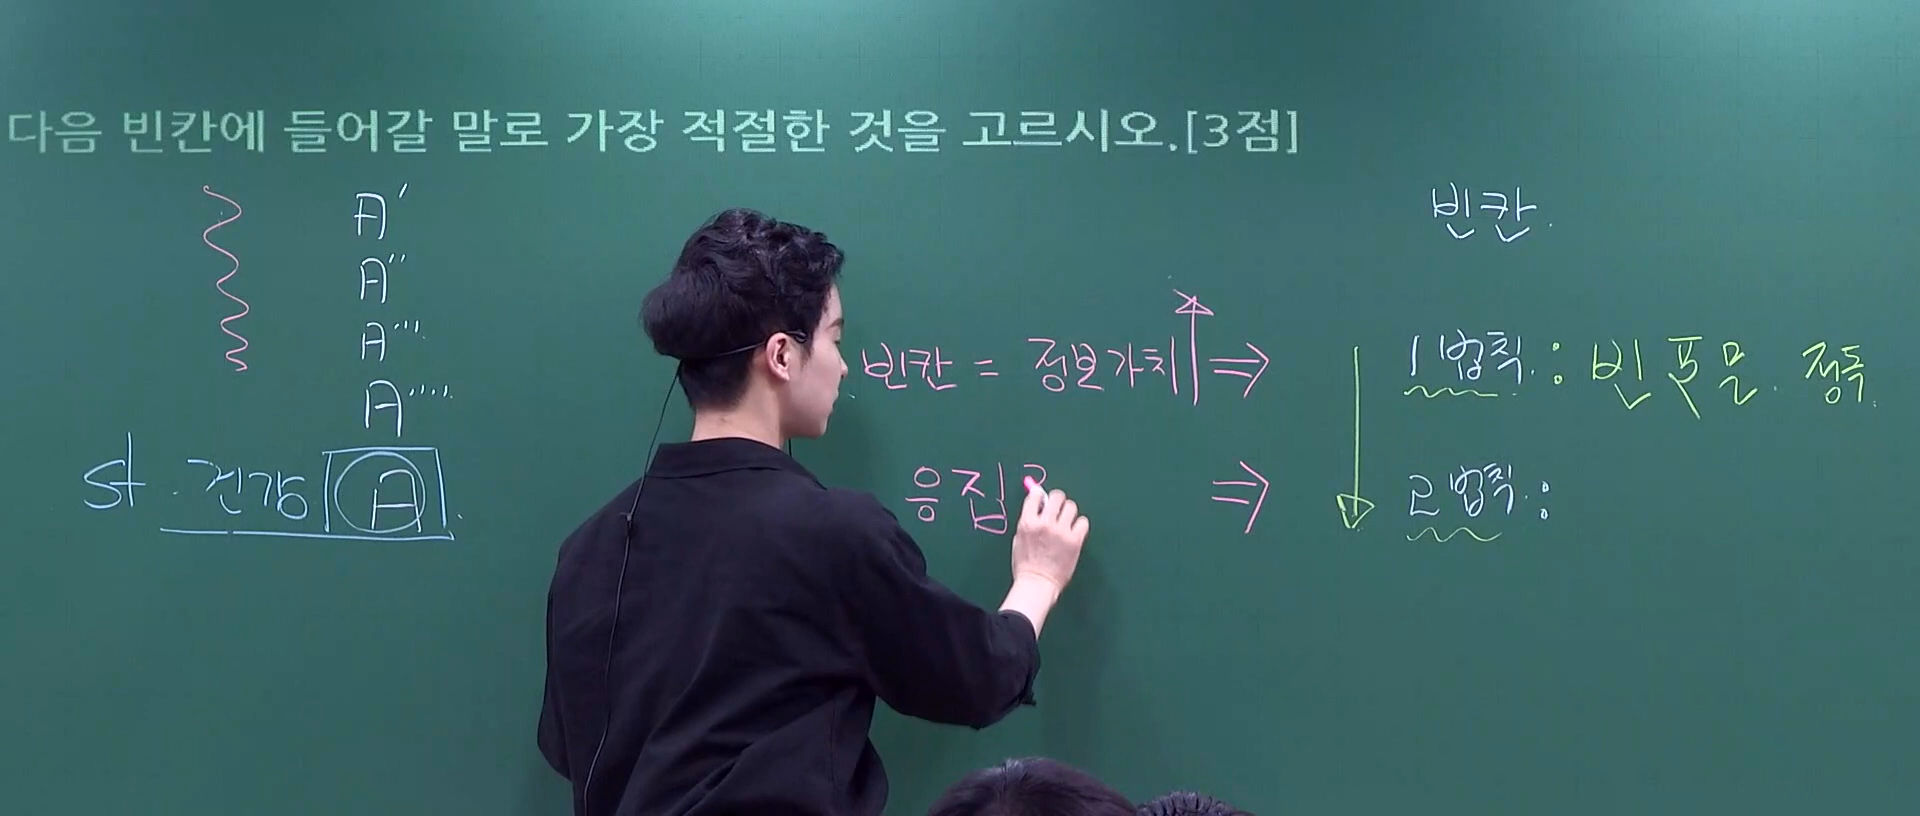 다음 빈칸에 들어갈 말로 가장 적절한 것을 고르시오.[3점]
A'
A''
A'''
A''''
st. 건강 A.
빈칸 = 정보가치↑ ⇒
응집 ⇒
빈칸.
1법칙 : 빈 문. 정독.
2법칙 :